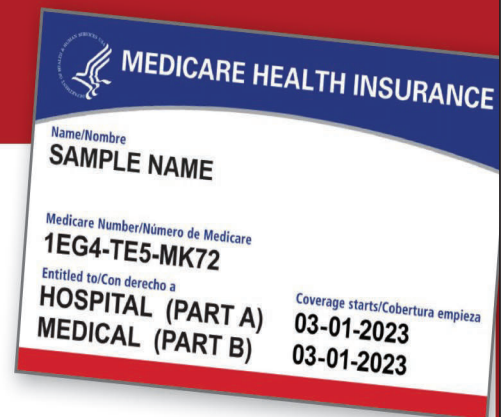 MEDICARE HEALTH INSURANCE
Name/Nombre
SAMPLE NAME
Medicare Number/Número de Medicare
1EG4-TE5-MK72
Entitled to/Con derecho a
HOSPITAL (PART A)
MEDICAL (PART B)
Coverage starts/Cobertura empieza
03-01-2023
03-01-2023